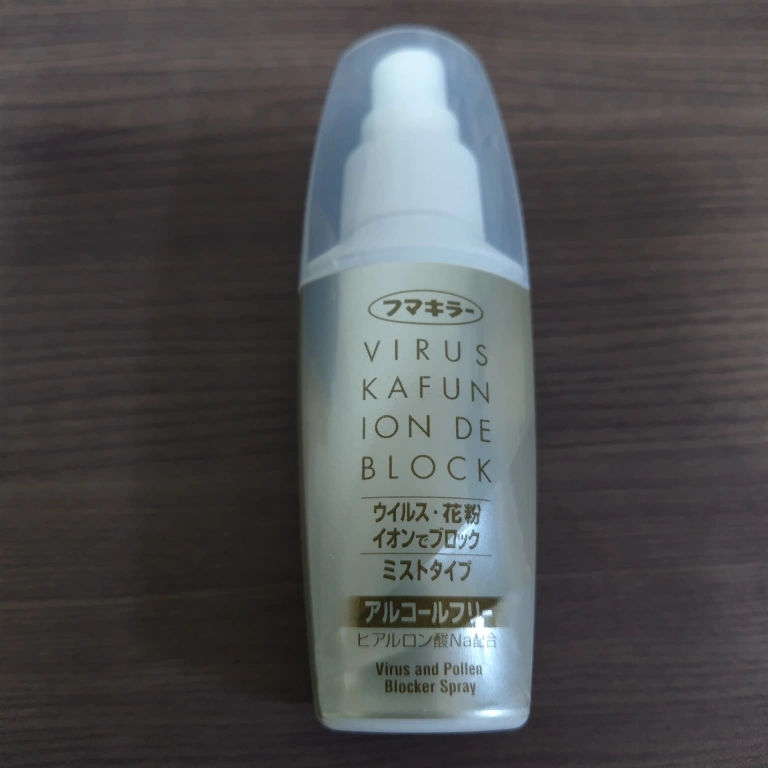 フマキラー
VIRUS
KAFUN
ION DE
BLOCK
ウイルス・花粉
イオンでブロック
ミストタイプ
アルコールフリー
ヒアルロン酸Na配合
Virus and Pollen
Blocker Spray